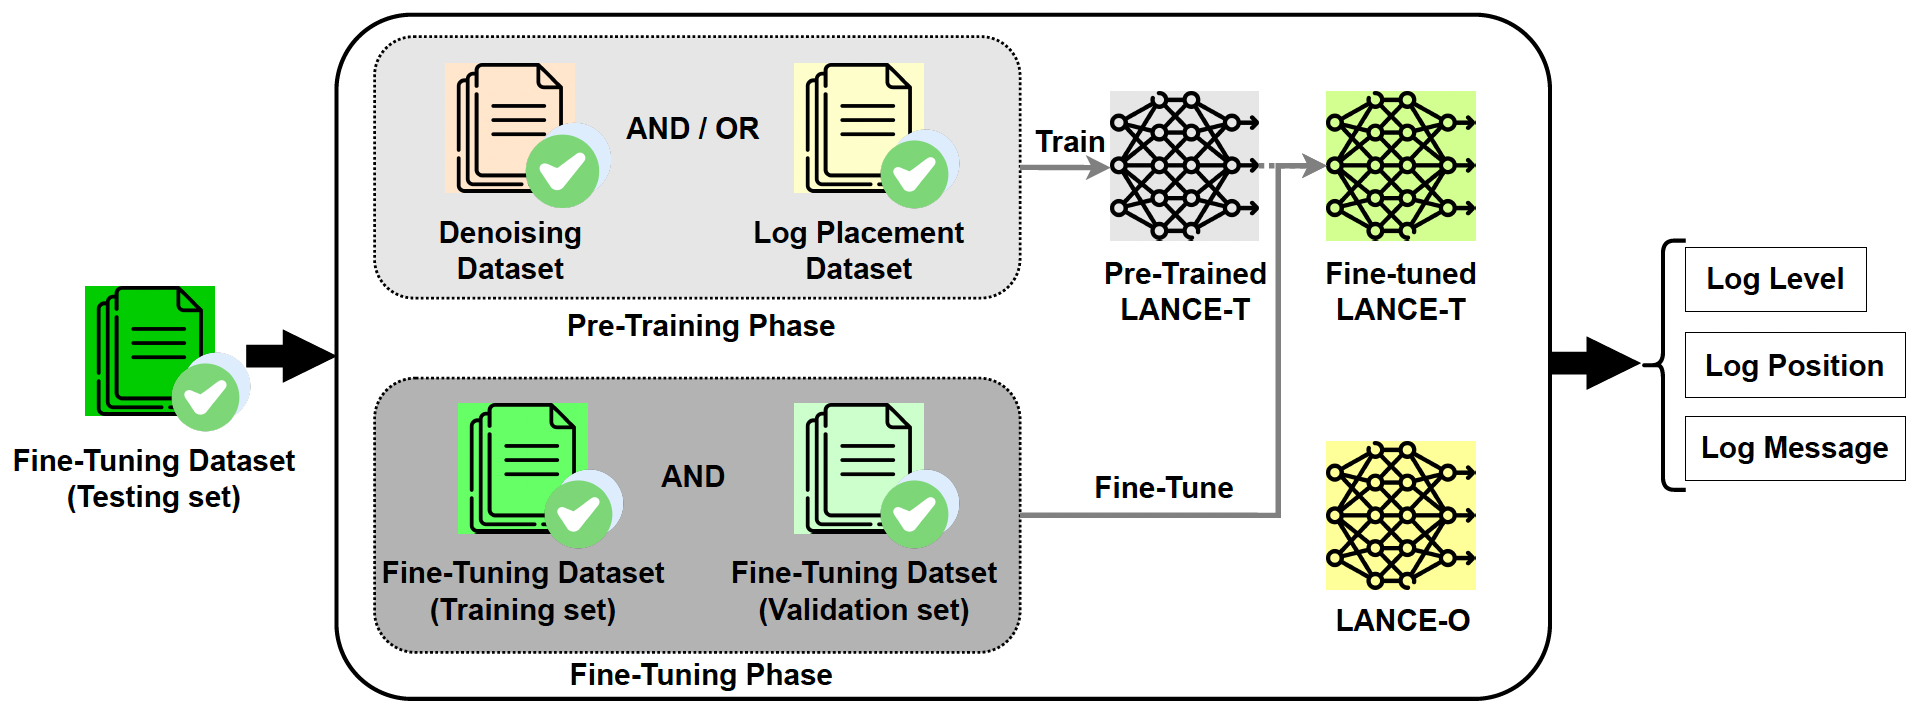 Fine-Tuning Dataset
(Testing set)
AND / OR
Denoising
Dataset
Log Placement
Dataset
Pre-Training Phase
Train
Pre-Trained
LANCE-T
Fine-tuned
LANCE-T
AND
Fine-Tuning Dataset
(Training set)
Fine-Tuning Datset
(Validation set)
Fine-Tuning Phase
Fine-Tune
LANCE-O
Log Level
Log Position
Log Message